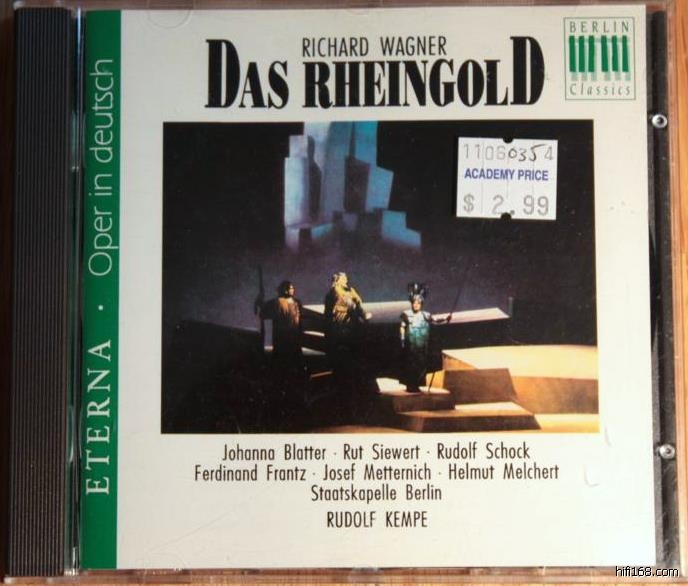 RICHARD WAGNER
DAS RHEINGOLD
BERLIN
Classics
ETERNA · Oper in deutsch
11060354
ACADEMY PRICE
$ 2.99
Johanna Blatter · Rut Siewert · Rudolf Schock
Ferdinand Frantz · Josef Metternich · Helmut Melchert
Staatskapelle Berlin
RUDOLF KEMPE
hifi168.com